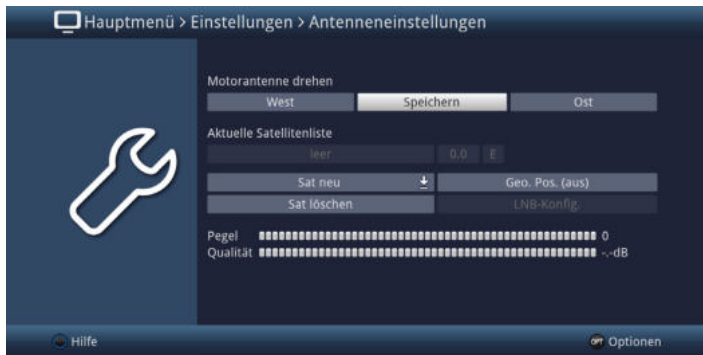 Hauptmenü > Einstellungen > Antenneneinstellungen
Motorantenne drehen
West Speichern Ost
Aktuelle Satellitenliste
leer 0.0 E
Sat neu Geo. Pos. (aus)
Sat löschen LNB-Konfig.
Pegel 0
Qualität -.-dB
Hilfe OPT Optionen